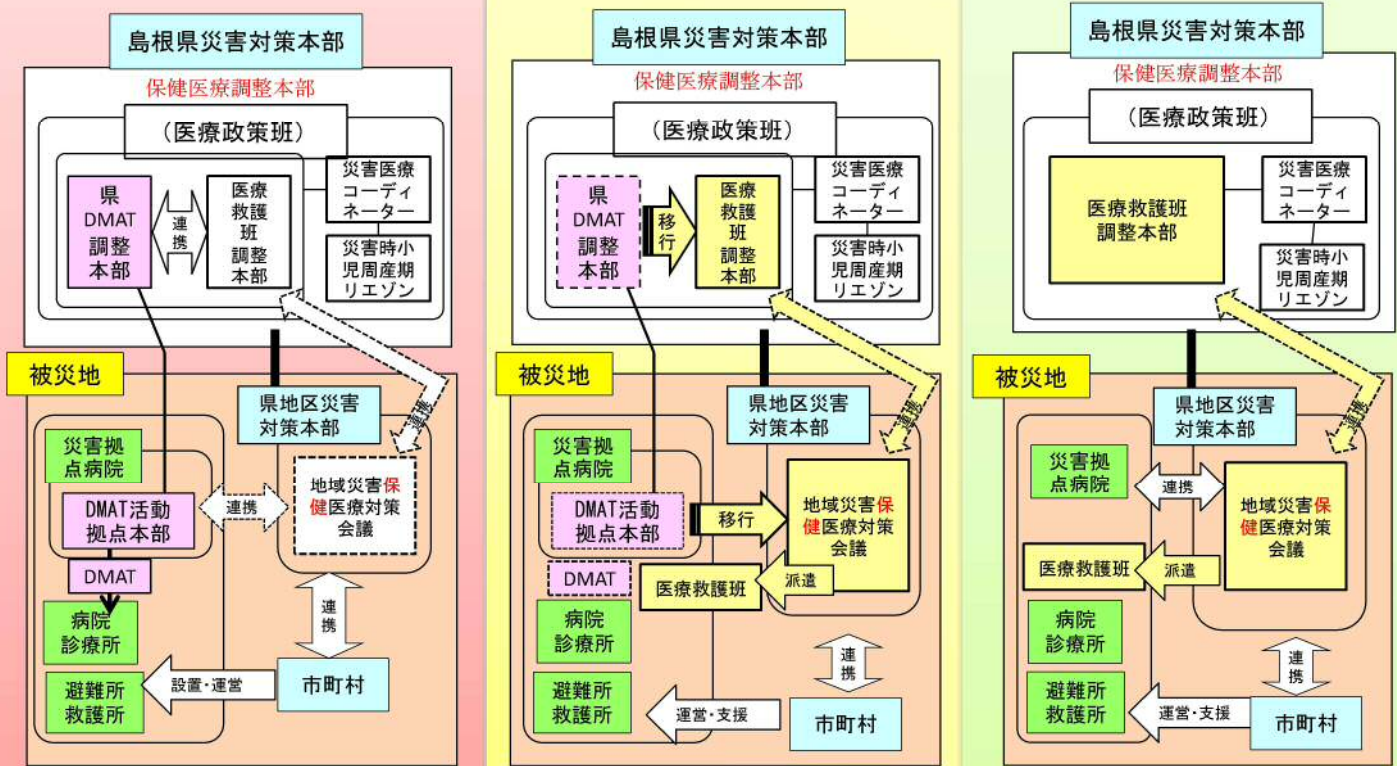 島根県災害対策本部
保健医療調整本部
（医療政策班）
県
DMAT
調整
本部
連携
医療
救護
班
調整
本部
災害医療
コーディ
ネーター
災害時小
児周産期
リエゾン
被災地
連携
県地区災害
対策本部
災害拠
点病院
DMAT活動
拠点本部
連携
地域災害保
健医療対策
会議
DMAT
病院
診療所
連携
避難所
救護所
設置・運営
市町村
島根県災害対策本部
保健医療調整本部
（医療政策班）
県
DMAT
調整
本部
移行
医療
救護
班
調整
本部
災害医療
コーディ
ネーター
災害時小
児周産期
リエゾン
被災地
連携
県地区災害
対策本部
災害拠
点病院
DMAT活動
拠点本部
移行
地域災害保
健医療対策
会議
DMAT
医療救護班
派遣
病院
診療所
連携
避難所
救護所
運営・支援
市町村
島根県災害対策本部
保健医療調整本部
（医療政策班）
医療救護班
調整本部
災害医療
コーディ
ネーター
災害時小
児周産期
リエゾン
被災地
連携
県地区災害
対策本部
災害拠
点病院
連携
地域災害保
健医療対策
会議
医療救護班
派遣
病院
診療所
連携
避難所
救護所
運営・支援
市町村